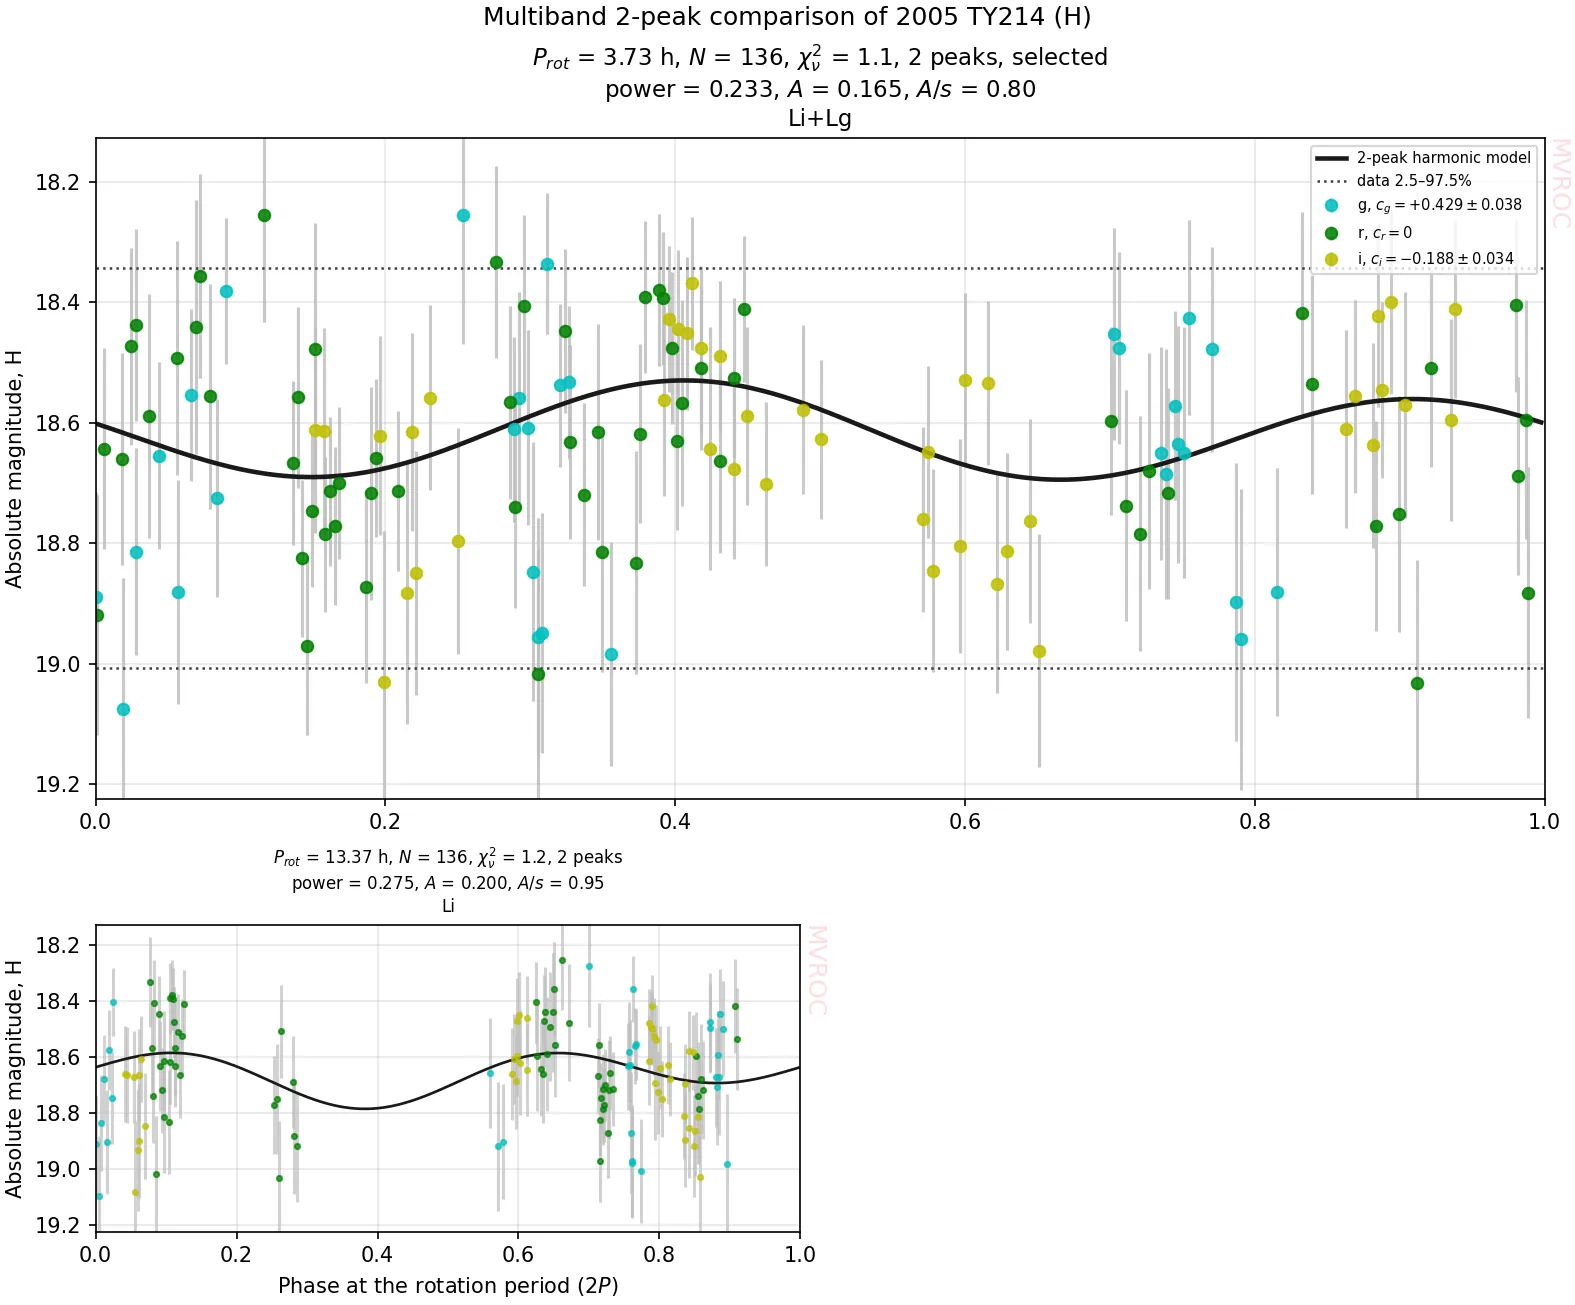 Multiband 2-peak comparison of 2005 TY214 (H)
P_rot = 3.73 h, N = 136, χ²_ν = 1.1, 2 peaks, selected
power = 0.233, A = 0.165, A/s = 0.80
Li+Lg
MVROC
2-peak harmonic model
data 2.5–97.5%
g, c_g = +0.429 ± 0.038
r, c_r = 0
i, c_i = −0.188 ± 0.034
Absolute magnitude, H
18.2
18.4
18.6
18.8
19.0
19.2
0.0 0.2 0.4 0.6 0.8 1.0
P_rot = 13.37 h, N = 136, χ²_ν = 1.2, 2 peaks
power = 0.275, A = 0.200, A/s = 0.95
Li
MVROC
Absolute magnitude, H
18.2
18.4
18.6
18.8
19.0
19.2
0.0 0.2 0.4 0.6 0.8 1.0
Phase at the rotation period (2P)